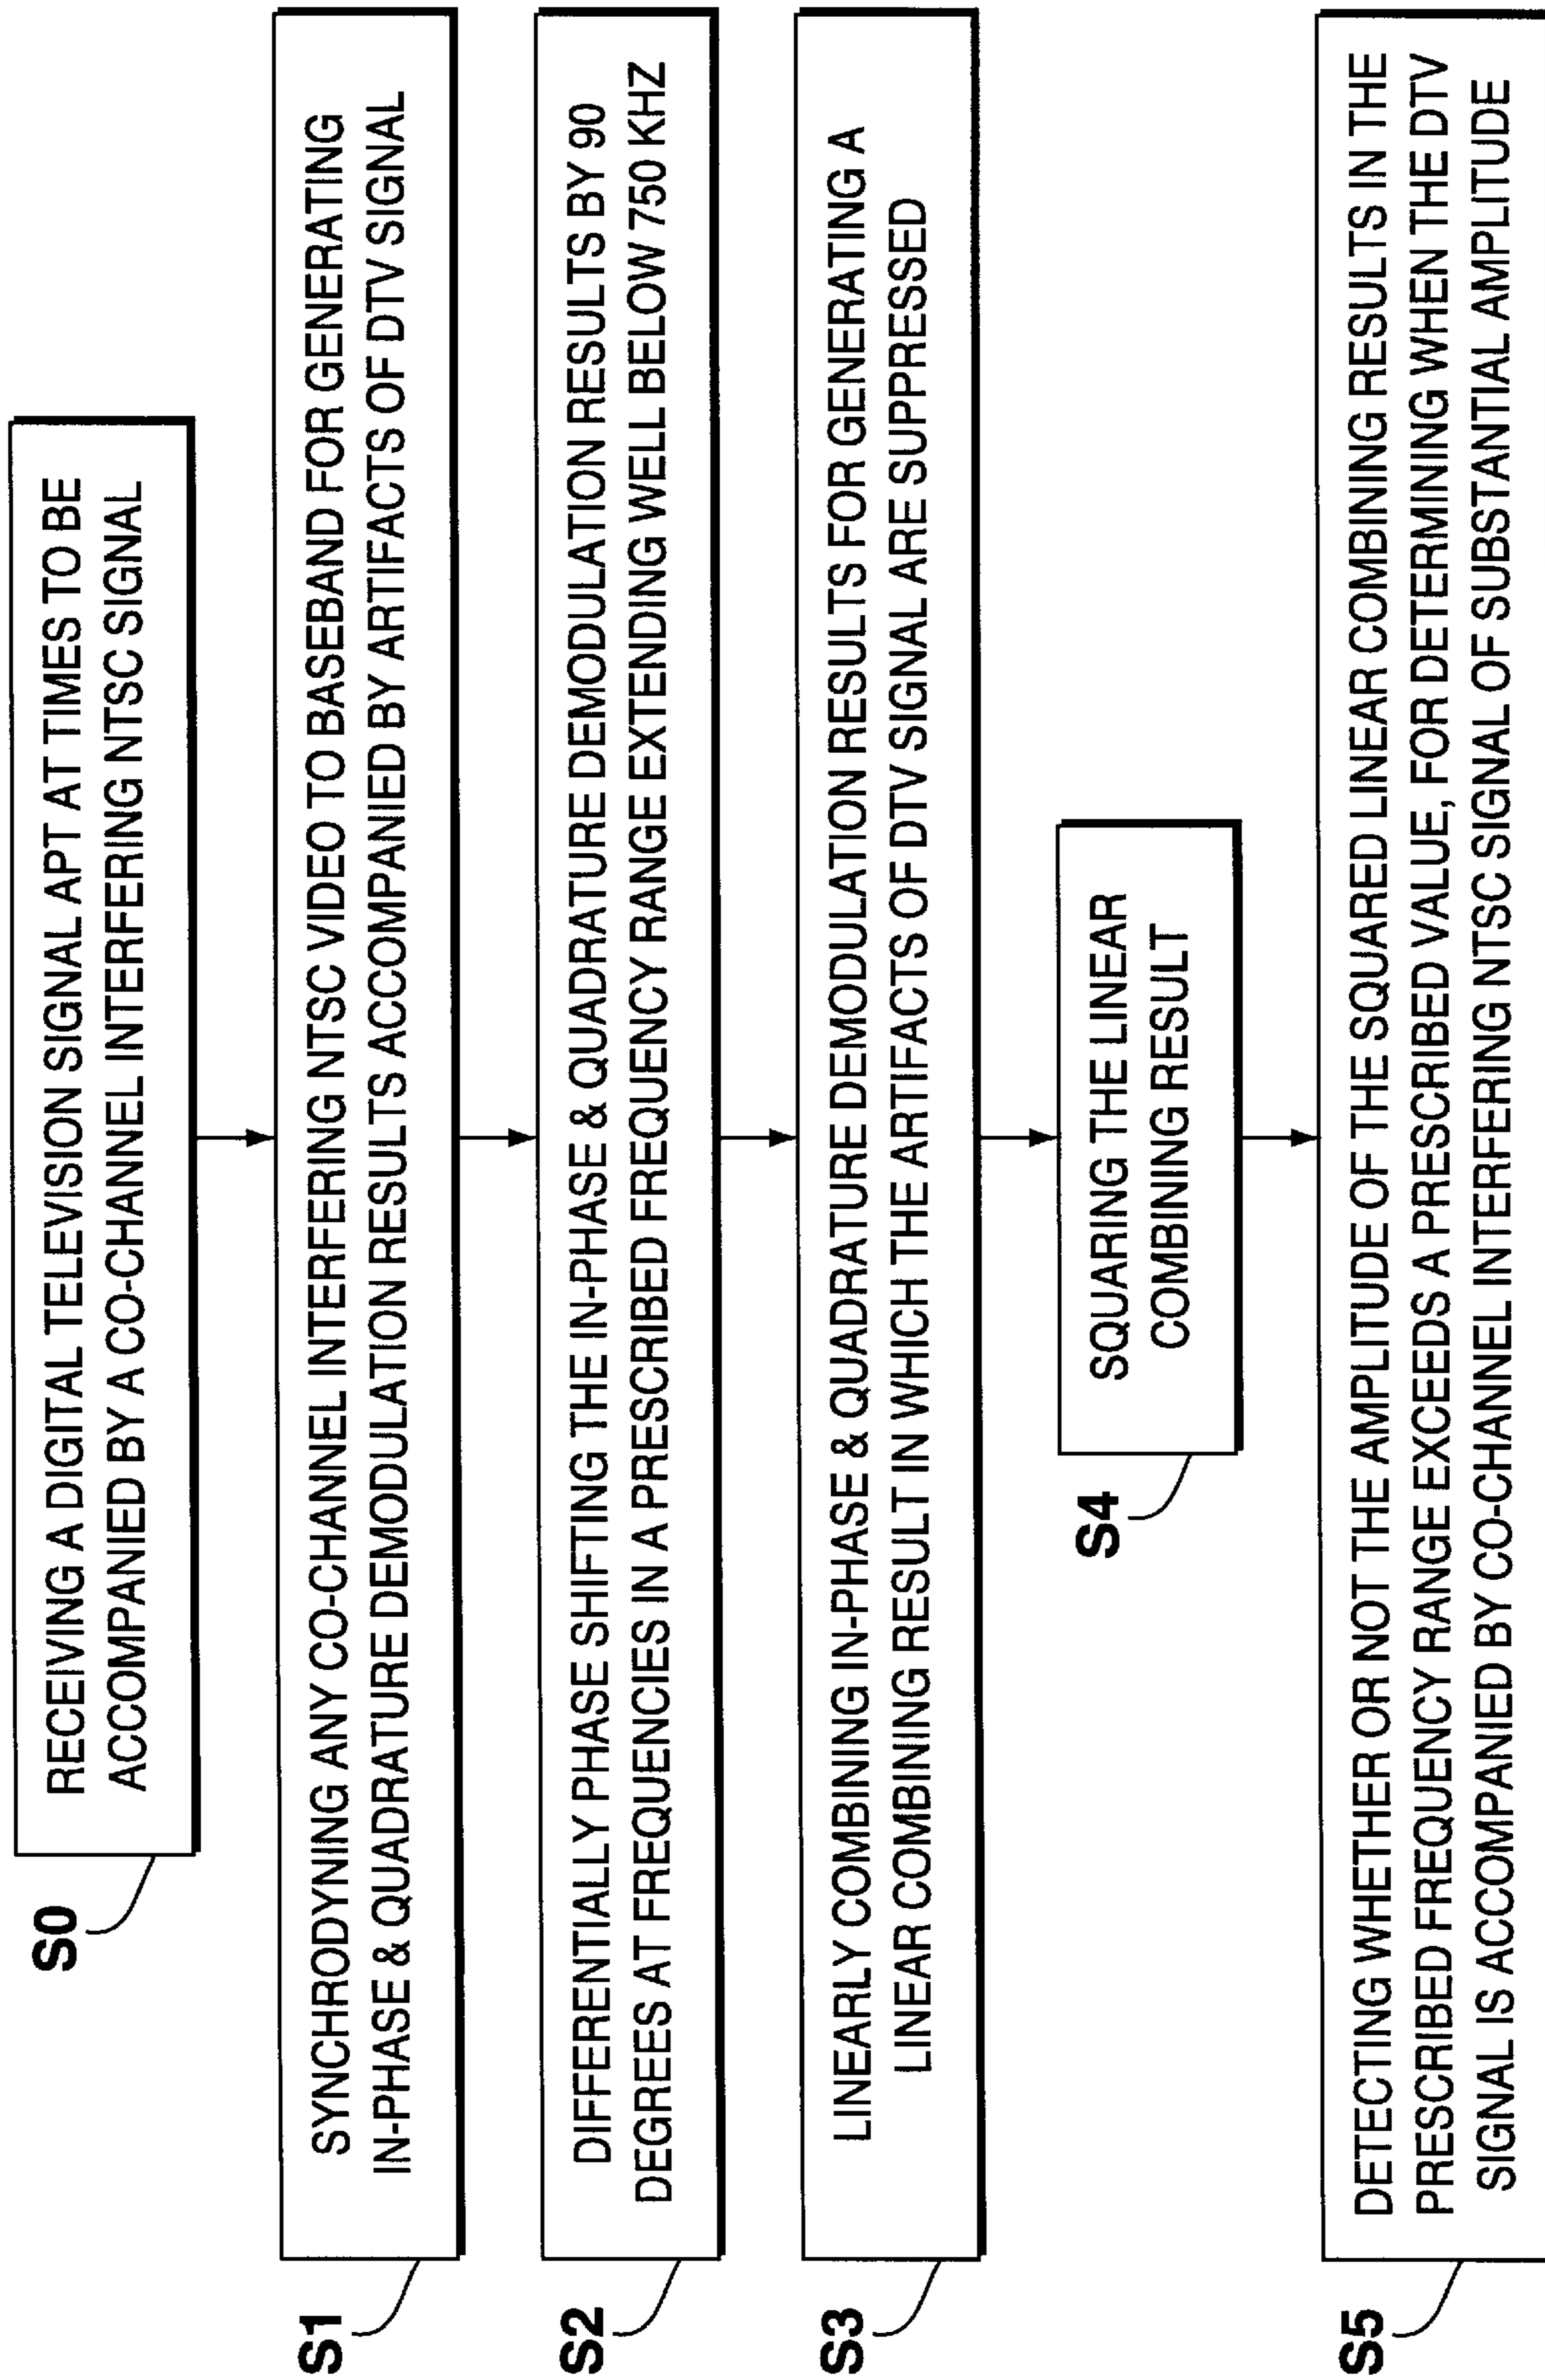 S0
RECEIVING A DIGITAL TELEVISION SIGNAL APT AT TIMES TO BE
ACCOMPANIED BY A CO-CHANNEL INTERFERING NTSC SIGNAL
S1
SYNCHRODYNING ANY CO-CHANNEL INTERFERING NTSC VIDEO TO BASEBAND FOR GENERATING
IN-PHASE & QUADRATURE DEMODULATION RESULTS ACCOMPANIED BY ARTIFACTS OF DTV SIGNAL
S2
DIFFERENTIALLY PHASE SHIFTING THE IN-PHASE & QUADRATURE DEMODULATION RESULTS BY 90
DEGREES AT FREQUENCIES IN A PRESCRIBED FREQUENCY RANGE EXTENDING WELL BELOW 750 KHZ
S3
LINEARLY COMBINING IN-PHASE & QUADRATURE DEMODULATION RESULTS FOR GENERATING A
LINEAR COMBINING RESULT IN WHICH THE ARTIFACTS OF DTV SIGNAL ARE SUPPRESSED
S4
SQUARING THE LINEAR
COMBINING RESULT
S5
DETECTING WHETHER OR NOT THE AMPLITUDE OF THE SQUARED LINEAR COMBINING RESULTS IN THE
PRESCRIBED FREQUENCY RANGE EXCEEDS A PRESCRIBED VALUE, FOR DETERMINING WHEN THE DTV
SIGNAL IS ACCOMPANIED BY CO-CHANNEL INTERFERING NTSC SIGNAL OF SUBSTANTIAL AMPLITUDE